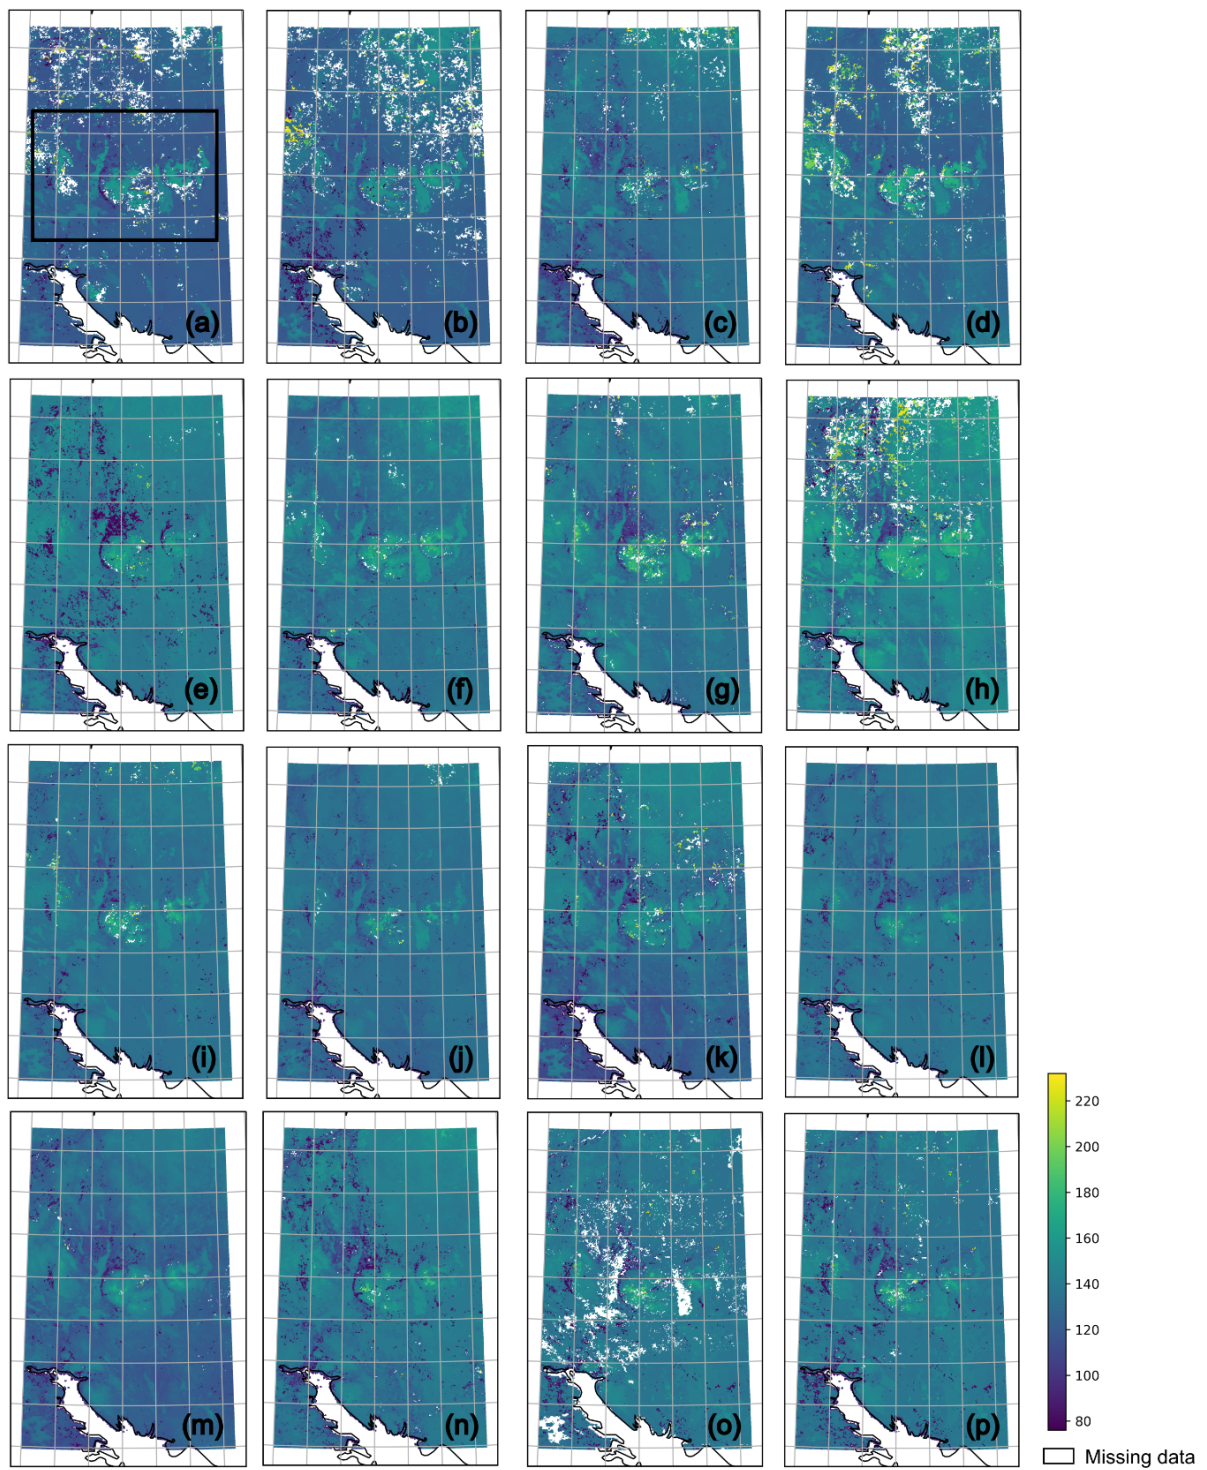 (a)
(b)
(c)
(d)
(e)
(f)
(g)
(h)
(i)
(j)
(k)
(l)
(m)
(n)
(o)
(p)
220
200
180
160
140
120
100
80
Missing data